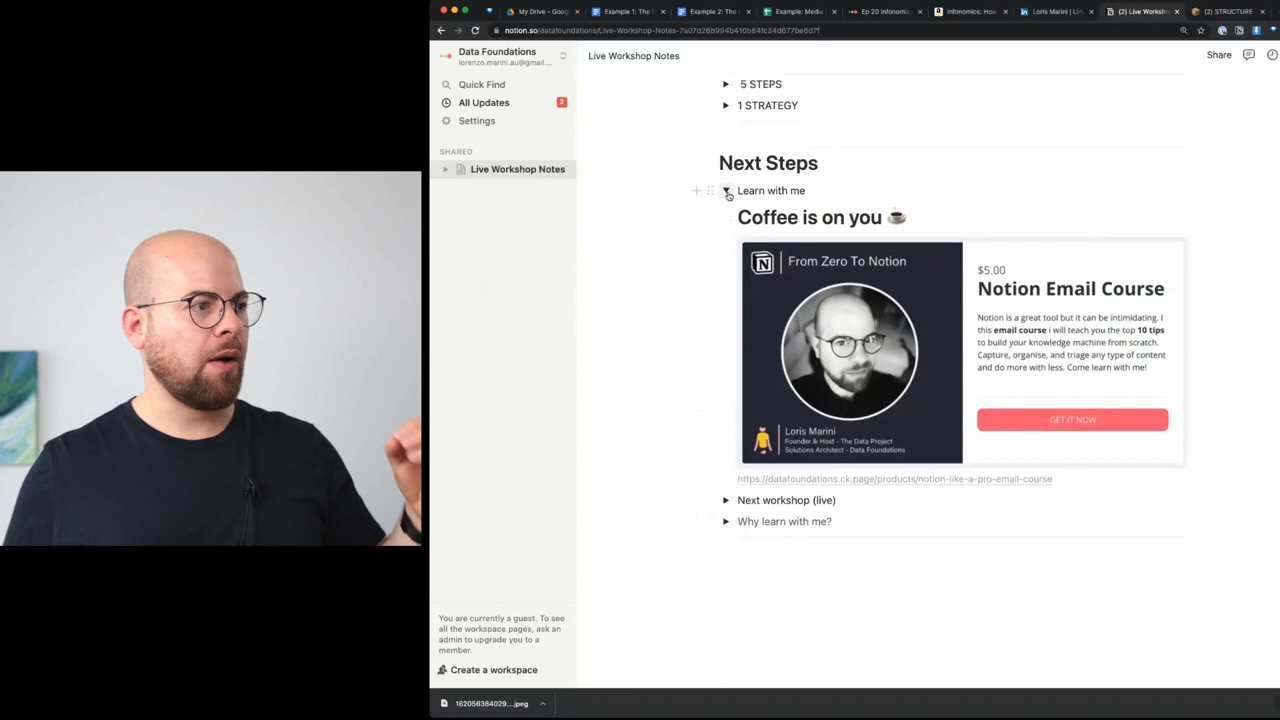 My Drive - Goog
Example 1: The D
Example 2: The
Example: Media
Ep 20 Infonomics
Infonomics: How
Loris Marini | Lin
(2) Live Worksh
(2) STRUCTURE
notion.so/datafoundations/Live-Workshop-Notes-7a07d26b994b410b84fc34d677be6d7f
Data Foundations
lorenzo.marini.au@gmail....
Live Workshop Notes
Share
Quick Find
All Updates
2
Settings
SHARED
Live Workshop Notes
5 STEPS
1 STRATEGY
Next Steps
Learn with me
Coffee is on you
From Zero To Notion
Loris Marini
Founder & Host - The Data Project
Solutions Architect - Data Foundations
$5.00
Notion Email Course
Notion is a great tool but it can be intimidating. I
this email course i will teach you the top 10 tips
to build your knowledge machine from scratch.
Capture, organise, and triage any type of content
and do more with less. Come learn with me!
GET IT NOW
https://datafoundations.ck.page/products/notion-like-a-pro-email-course
Next workshop (live)
Why learn with me?
You are currently a guest. To see
all the workspace pages, ask an
admin to upgrade you to a
member.
Create a workspace
162056384029....jpeg